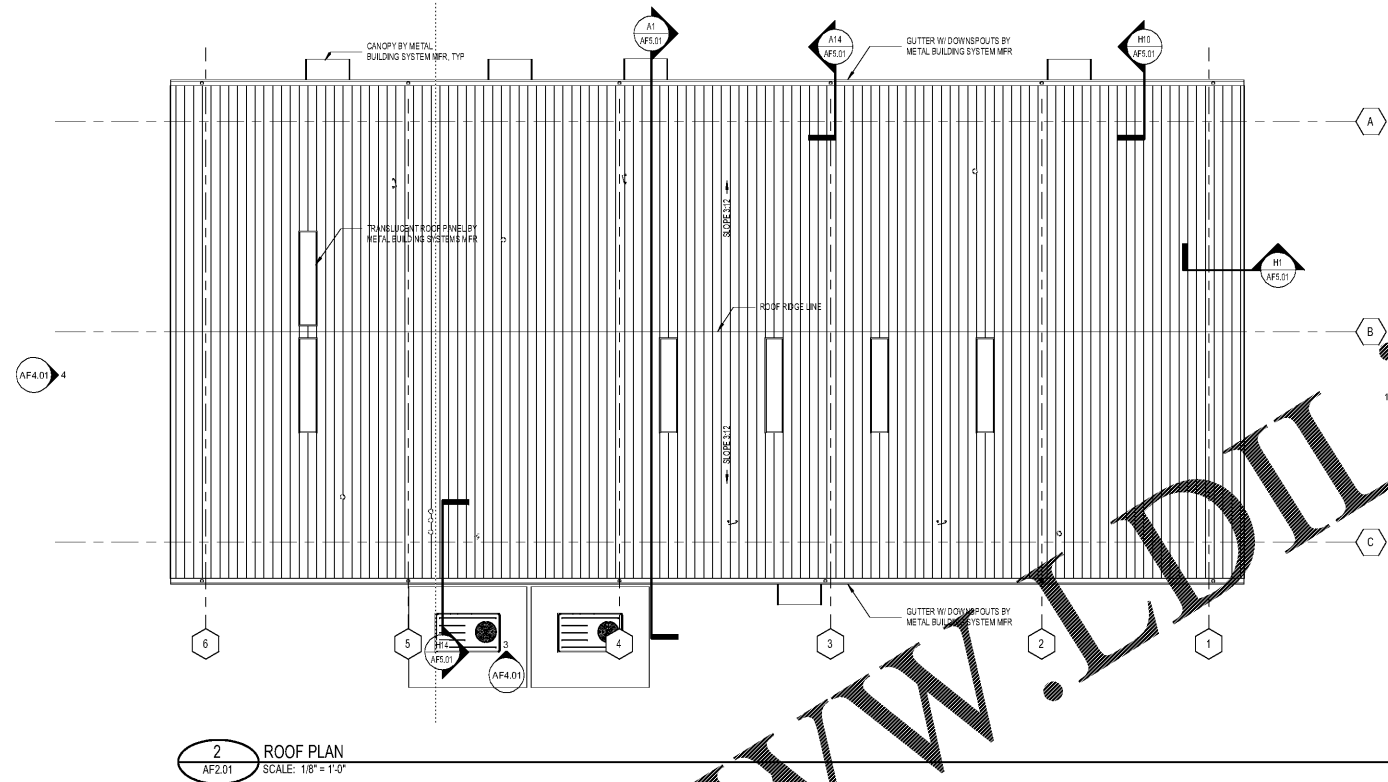 CANOPY BY METAL
BUILDING SYSTEM MFR, TYP
A1
AF5.01
A14
AF5.01
GUTTER W/ DOWNSPOUTS BY
METAL BUILDING SYSTEM MFR
H10
AF5.01
A
SLOPE 3:12
TRANSLUCENT ROOF PANEL BY
METAL BUILDING SYSTEMS MFR
H1
AF5.01
ROOF RIDGE LINE
B
AF4.01
4
1
SLOPE 3:12
C
GUTTER W/ DOWNSPOUTS BY
METAL BUILDING SYSTEM MFR
6
5
4
3
2
1
H14
AF5.01
3
AF4.01
2
AF2.01
ROOF PLAN
SCALE: 1/8" = 1'-0"